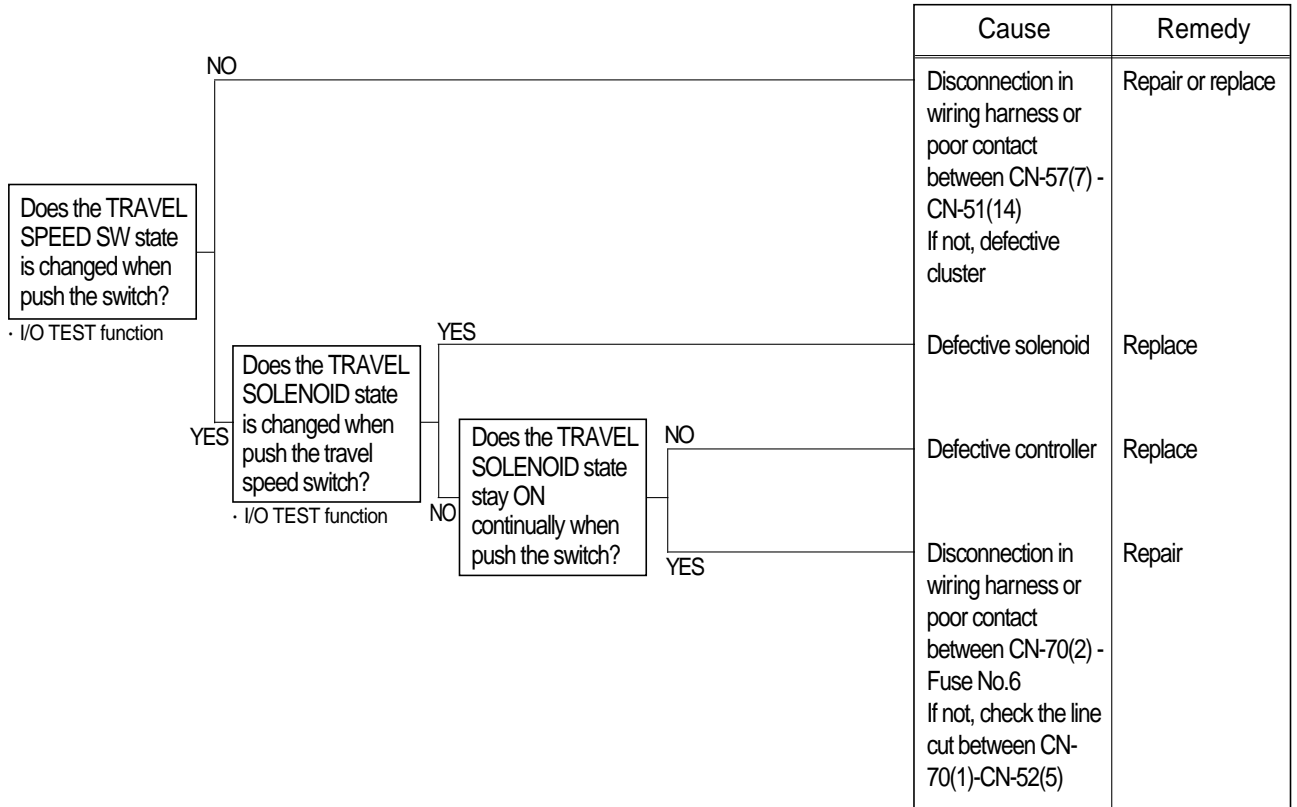 Cause
Remedy
NO
Disconnection in
wiring harness or
poor contact
between CN-57(7) -
CN-51(14)
If not, defective
cluster
Repair or replace
Does the TRAVEL
SPEED SW state
is changed when
push the switch?
· I/O TEST function
YES
Does the TRAVEL
SOLENOID state
is changed when
push the travel
speed switch?
· I/O TEST function
YES
Defective solenoid
Replace
NO
Does the TRAVEL
SOLENOID state
stay ON
continually when
push the switch?
NO
Defective controller
Replace
YES
Disconnection in
wiring harness or
poor contact
between CN-70(2) -
Fuse No.6
If not, check the line
cut between CN-
70(1)-CN-52(5)
Repair